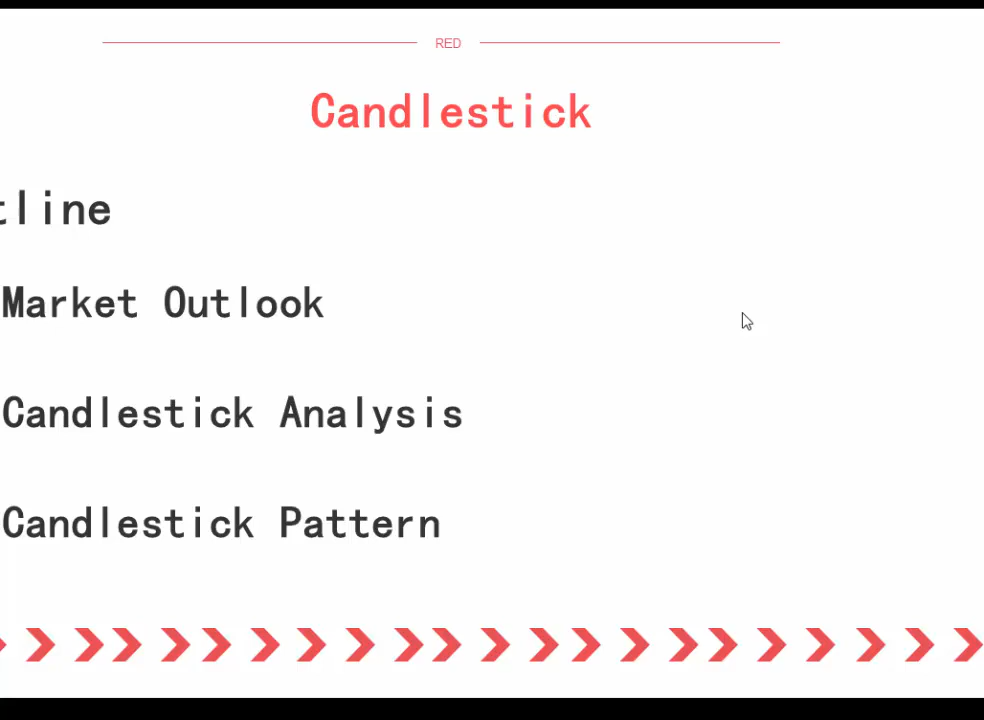 RED
Candlestick
tline
Market Outlook
Candlestick Analysis
Candlestick Pattern